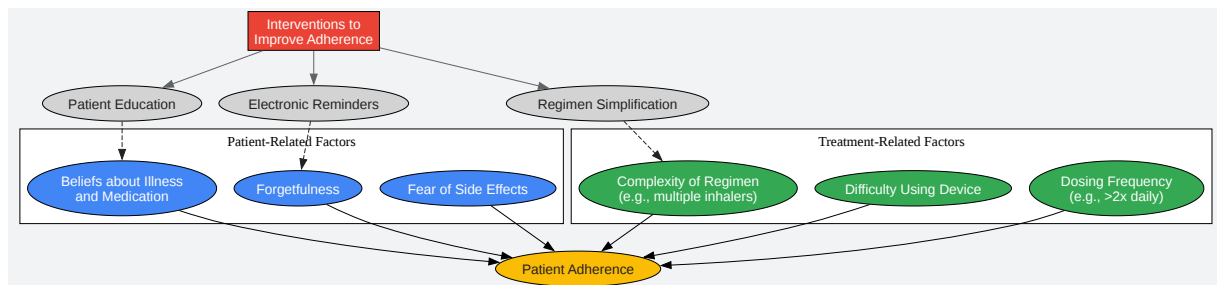 Interventions to
Improve Adherence
Patient Education
Electronic Reminders
Regimen Simplification
Patient-Related Factors
Treatment-Related Factors
Beliefs about Illness
and Medication
Forgetfulness
Fear of Side Effects
Complexity of Regimen
(e.g., multiple inhalers)
Difficulty Using Device
Dosing Frequency
(e.g., >2x daily)
Patient Adherence